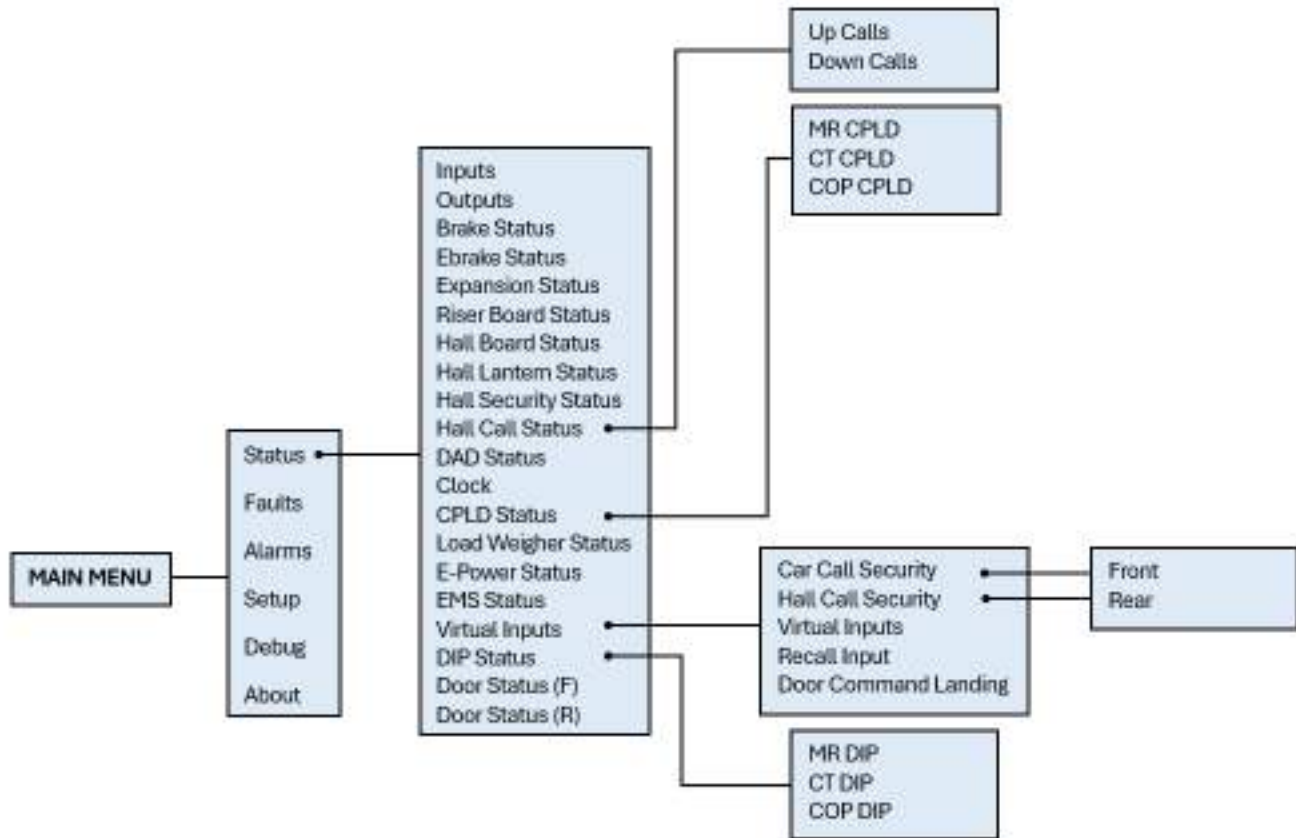 MAIN MENU
Status
Faults
Alarms
Setup
Debug
About
Inputs
Outputs
Brake Status
Ebrake Status
Expansion Status
Riser Board Status
Hall Board Status
Hall Lantern Status
Hall Security Status
Hall Call Status
DAD Status
Clock
CPLD Status
Load Weigher Status
E-Power Status
EMS Status
Virtual Inputs
DIP Status
Door Status (F)
Door Status (R)
Up Calls
Down Calls
MR CPLD
CT CPLD
COP CPLD
Car Call Security
Hall Call Security
Virtual Inputs
Recall Input
Door Command Landing
Front
Rear
MR DIP
CT DIP
COP DIP